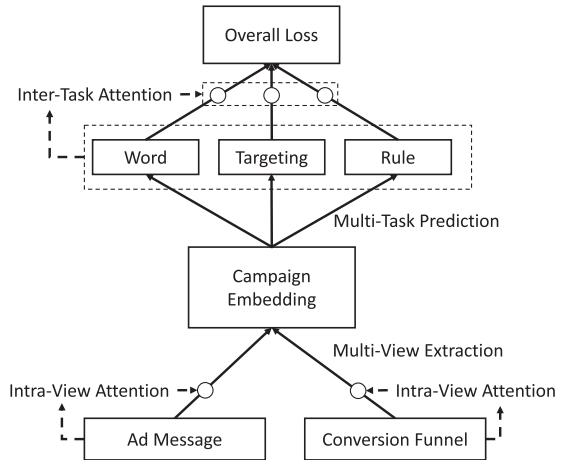 Overall Loss
Inter-Task Attention
Word
Targeting
Rule
Multi-Task Prediction
Campaign
Embedding
Multi-View Extraction
Intra-View Attention
Intra-View Attention
Ad Message
Conversion Funnel